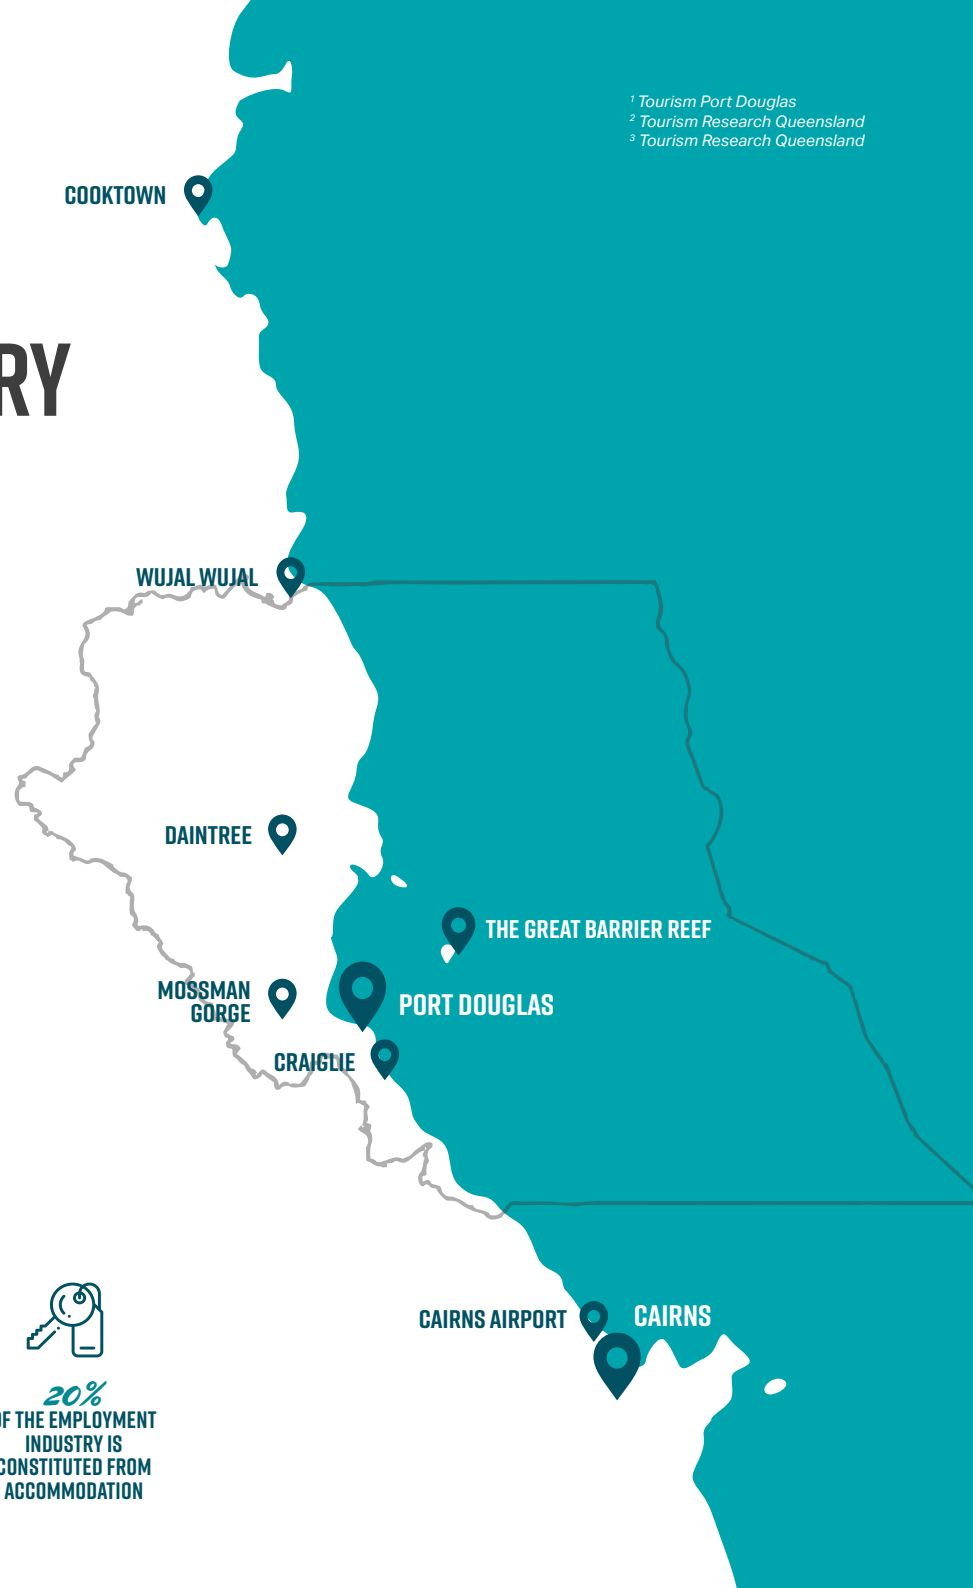 ¹ Tourism Port Douglas
² Tourism Research Queensland
³ Tourism Research Queensland
COOKTOWN
RY
WUJAL WUJAL
DAINTREE
THE GREAT BARRIER REEF
MOSSMAN
GORGE
PORT DOUGLAS
CRAIGLIE
CAIRNS AIRPORT
CAIRNS
20%
OF THE EMPLOYMENT
INDUSTRY IS
CONSTITUTED FROM
ACCOMMODATION